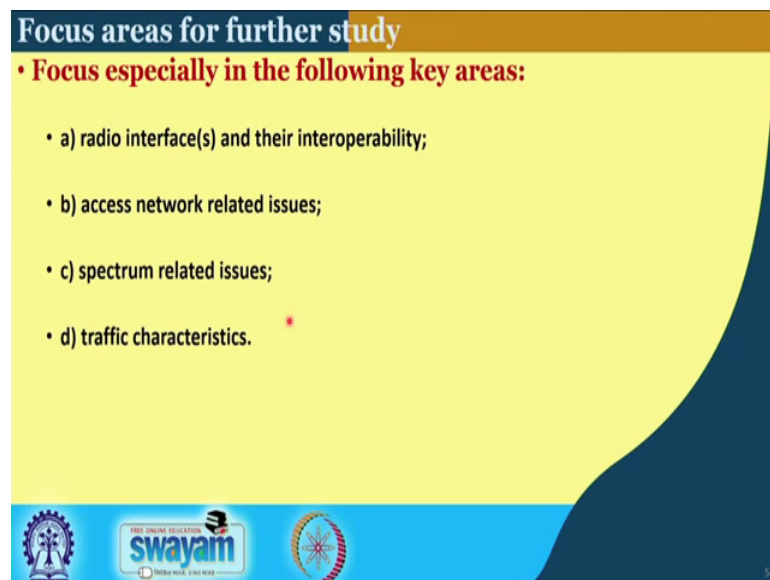 Focus areas for further study
• Focus especially in the following key areas:
• a) radio interface(s) and their interoperability;
• b) access network related issues;
• c) spectrum related issues;
• d) traffic characteristics.
FREE ONLINE EDUCATION
swayam
5